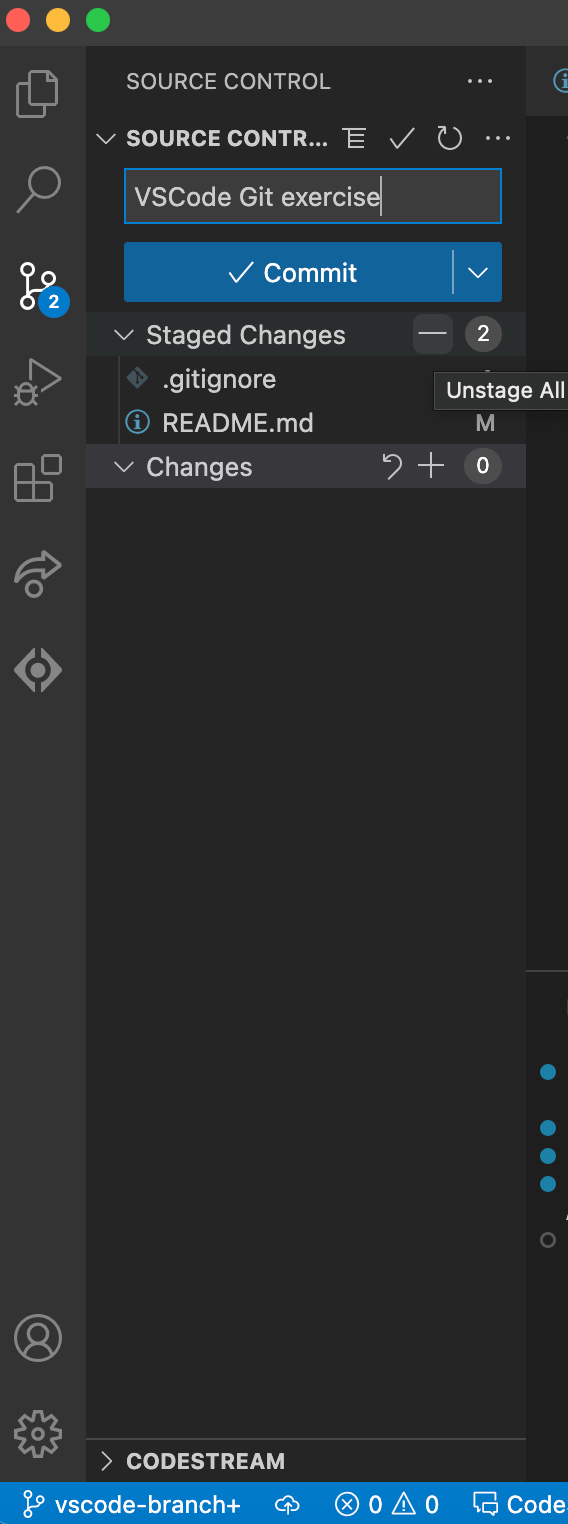 SOURCE CONTROL
SOURCE CONTR...
VSCode Git exercise
Commit
2
Staged Changes
2
.gitignore
Unstage All
README.md
M
Changes
0
CODESTREAM
vscode-branch+
0
0
Code